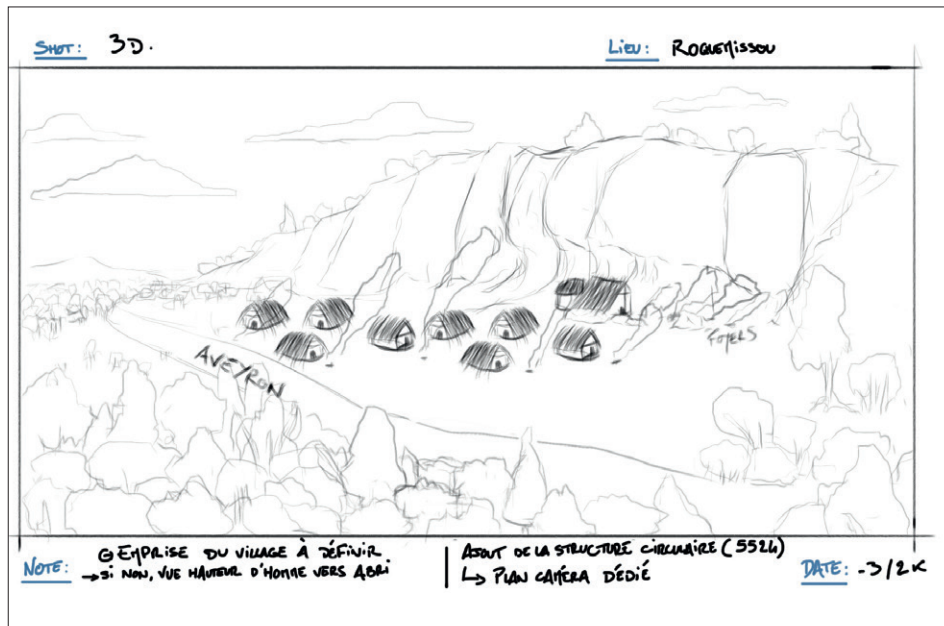 SHOT: 3D.
LIEU: ROQUEMISSOU
AVEYRON
FOYERS
NOTE: EMPRISE DU VILLAGE À DÉFINIR
→ SI NON, VUE HAUTEUR D'HOMME VERS ABRI
AJOUT DE LA STRUCTURE CIRCULAIRE (5524)
↳ PLAN CAMÉRA DÉDIÉ
DATE: -3/2K